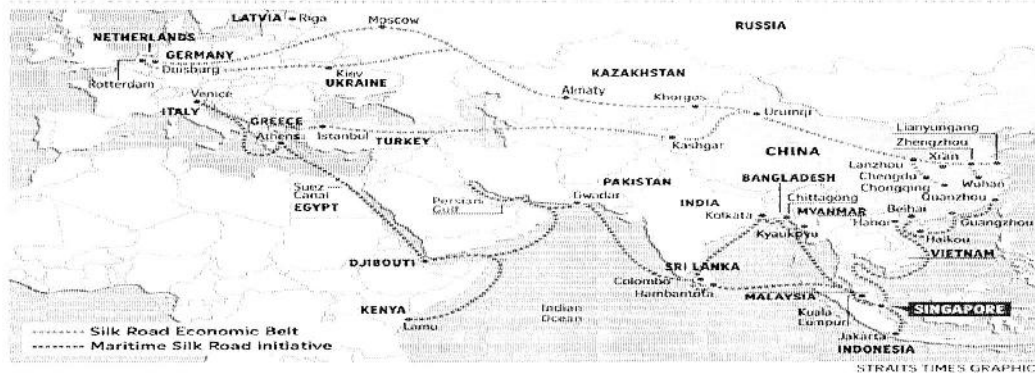 LATVIA Riga Moscow RUSSIA
NETHERLANDS
GERMANY
Duisburg
Rotterdam
Kiev
UKRAINE
KAZAKHSTAN
Venice
ITALY
Almaty Khorgos Urumqi
GREECE
Athens Istanbul TURKEY
Kashgar
CHINA
Lianyungang
Zhengzhou
Xi'an
Lanzhou
Chengdu
Chongqing
Wuhan
Quanzhou
Suez
Canal
EGYPT
Persian
Gulf
PAKISTAN
Gwadar
INDIA
BANGLADESH
Chittagong
Kolkata
MYANMAR
Kyaukpyu
Beihai
Hanoi
Guangzhou
Haikou
VIETNAM
DJIBOUTI
SRI LANKA
Colombo
Hambantota
MALAYSIA
KENYA
Lamu
Indian
Ocean
Kuala
Lumpur
SINGAPORE
Jakarta
INDONESIA
Silk Road Economic Belt
Maritime Silk Road initiative
STRAITS TIMES GRAPHIC